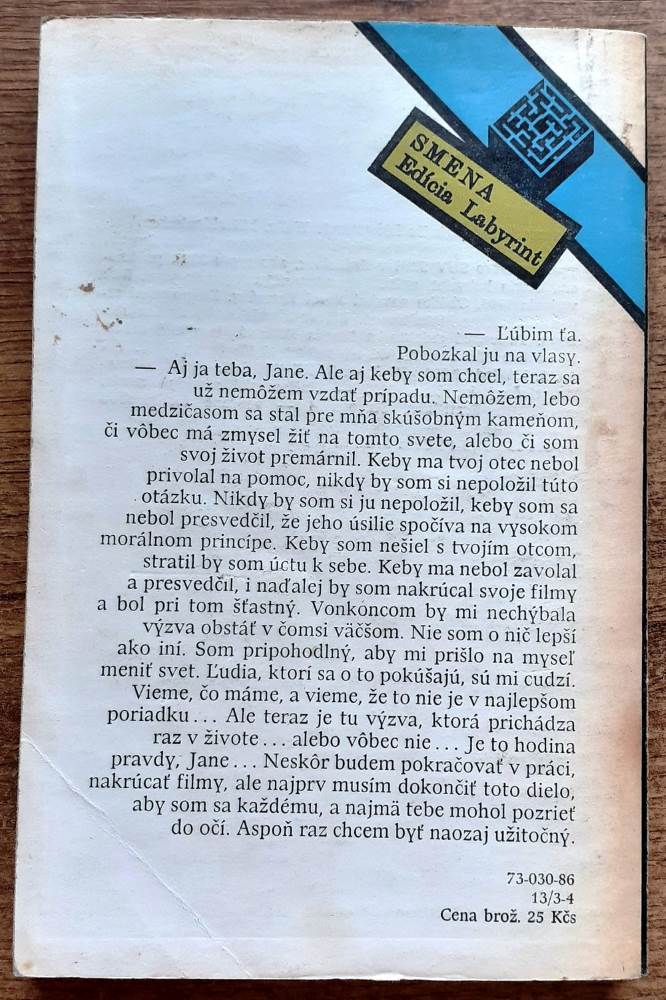 SMENA
Edícia Labyrint
— Ľúbim ťa.
Pobozkal ju na vlasy.
— Aj ja teba, Jane. Ale aj keby som chcel, teraz sa
už nemôžem vzdať prípadu. Nemôžem, lebo
medzičasom sa stal pre mňa skúšobným kameňom,
či vôbec má zmysel žiť na tomto svete, alebo či som
svoj život premárnil. Keby ma tvoj otec nebol
privolal na pomoc, nikdy by som si nepoložil túto
otázku. Nikdy by som si ju nepoložil, keby som sa
nebol presvedčil, že jeho úsilie spočíva na vysokom
morálnom princípe. Keby som nešiel s tvojím otcom,
stratil by som úctu k sebe. Keby ma nebol zavolal
a presvedčil, i naďalej by som nakrúcal svoje filmy
a bol pri tom šťastný. Vonkoncom by mi nechýbala
výzva obstáť v čomsi väčšom. Nie som o nič lepší
ako iní. Som pripohodlný, aby mi prišlo na myseľ
meniť svet. Ľudia, ktorí sa o to pokúšajú, sú mi cudzí.
Vieme, čo máme, a vieme, že to nie je v najlepšom
poriadku... Ale teraz je tu výzva, ktorá prichádza
raz v živote... alebo vôbec nie... Je to hodina
pravdy, Jane... Neskôr budem pokračovať v práci,
nakrúcať filmy, ale najprv musím dokončiť toto dielo,
aby som sa každému, a najmä tebe mohol pozrieť
do očí. Aspoň raz chcem byť naozaj užitočný.
73-030-86
13/3-4
Cena brož. 25 Kčs